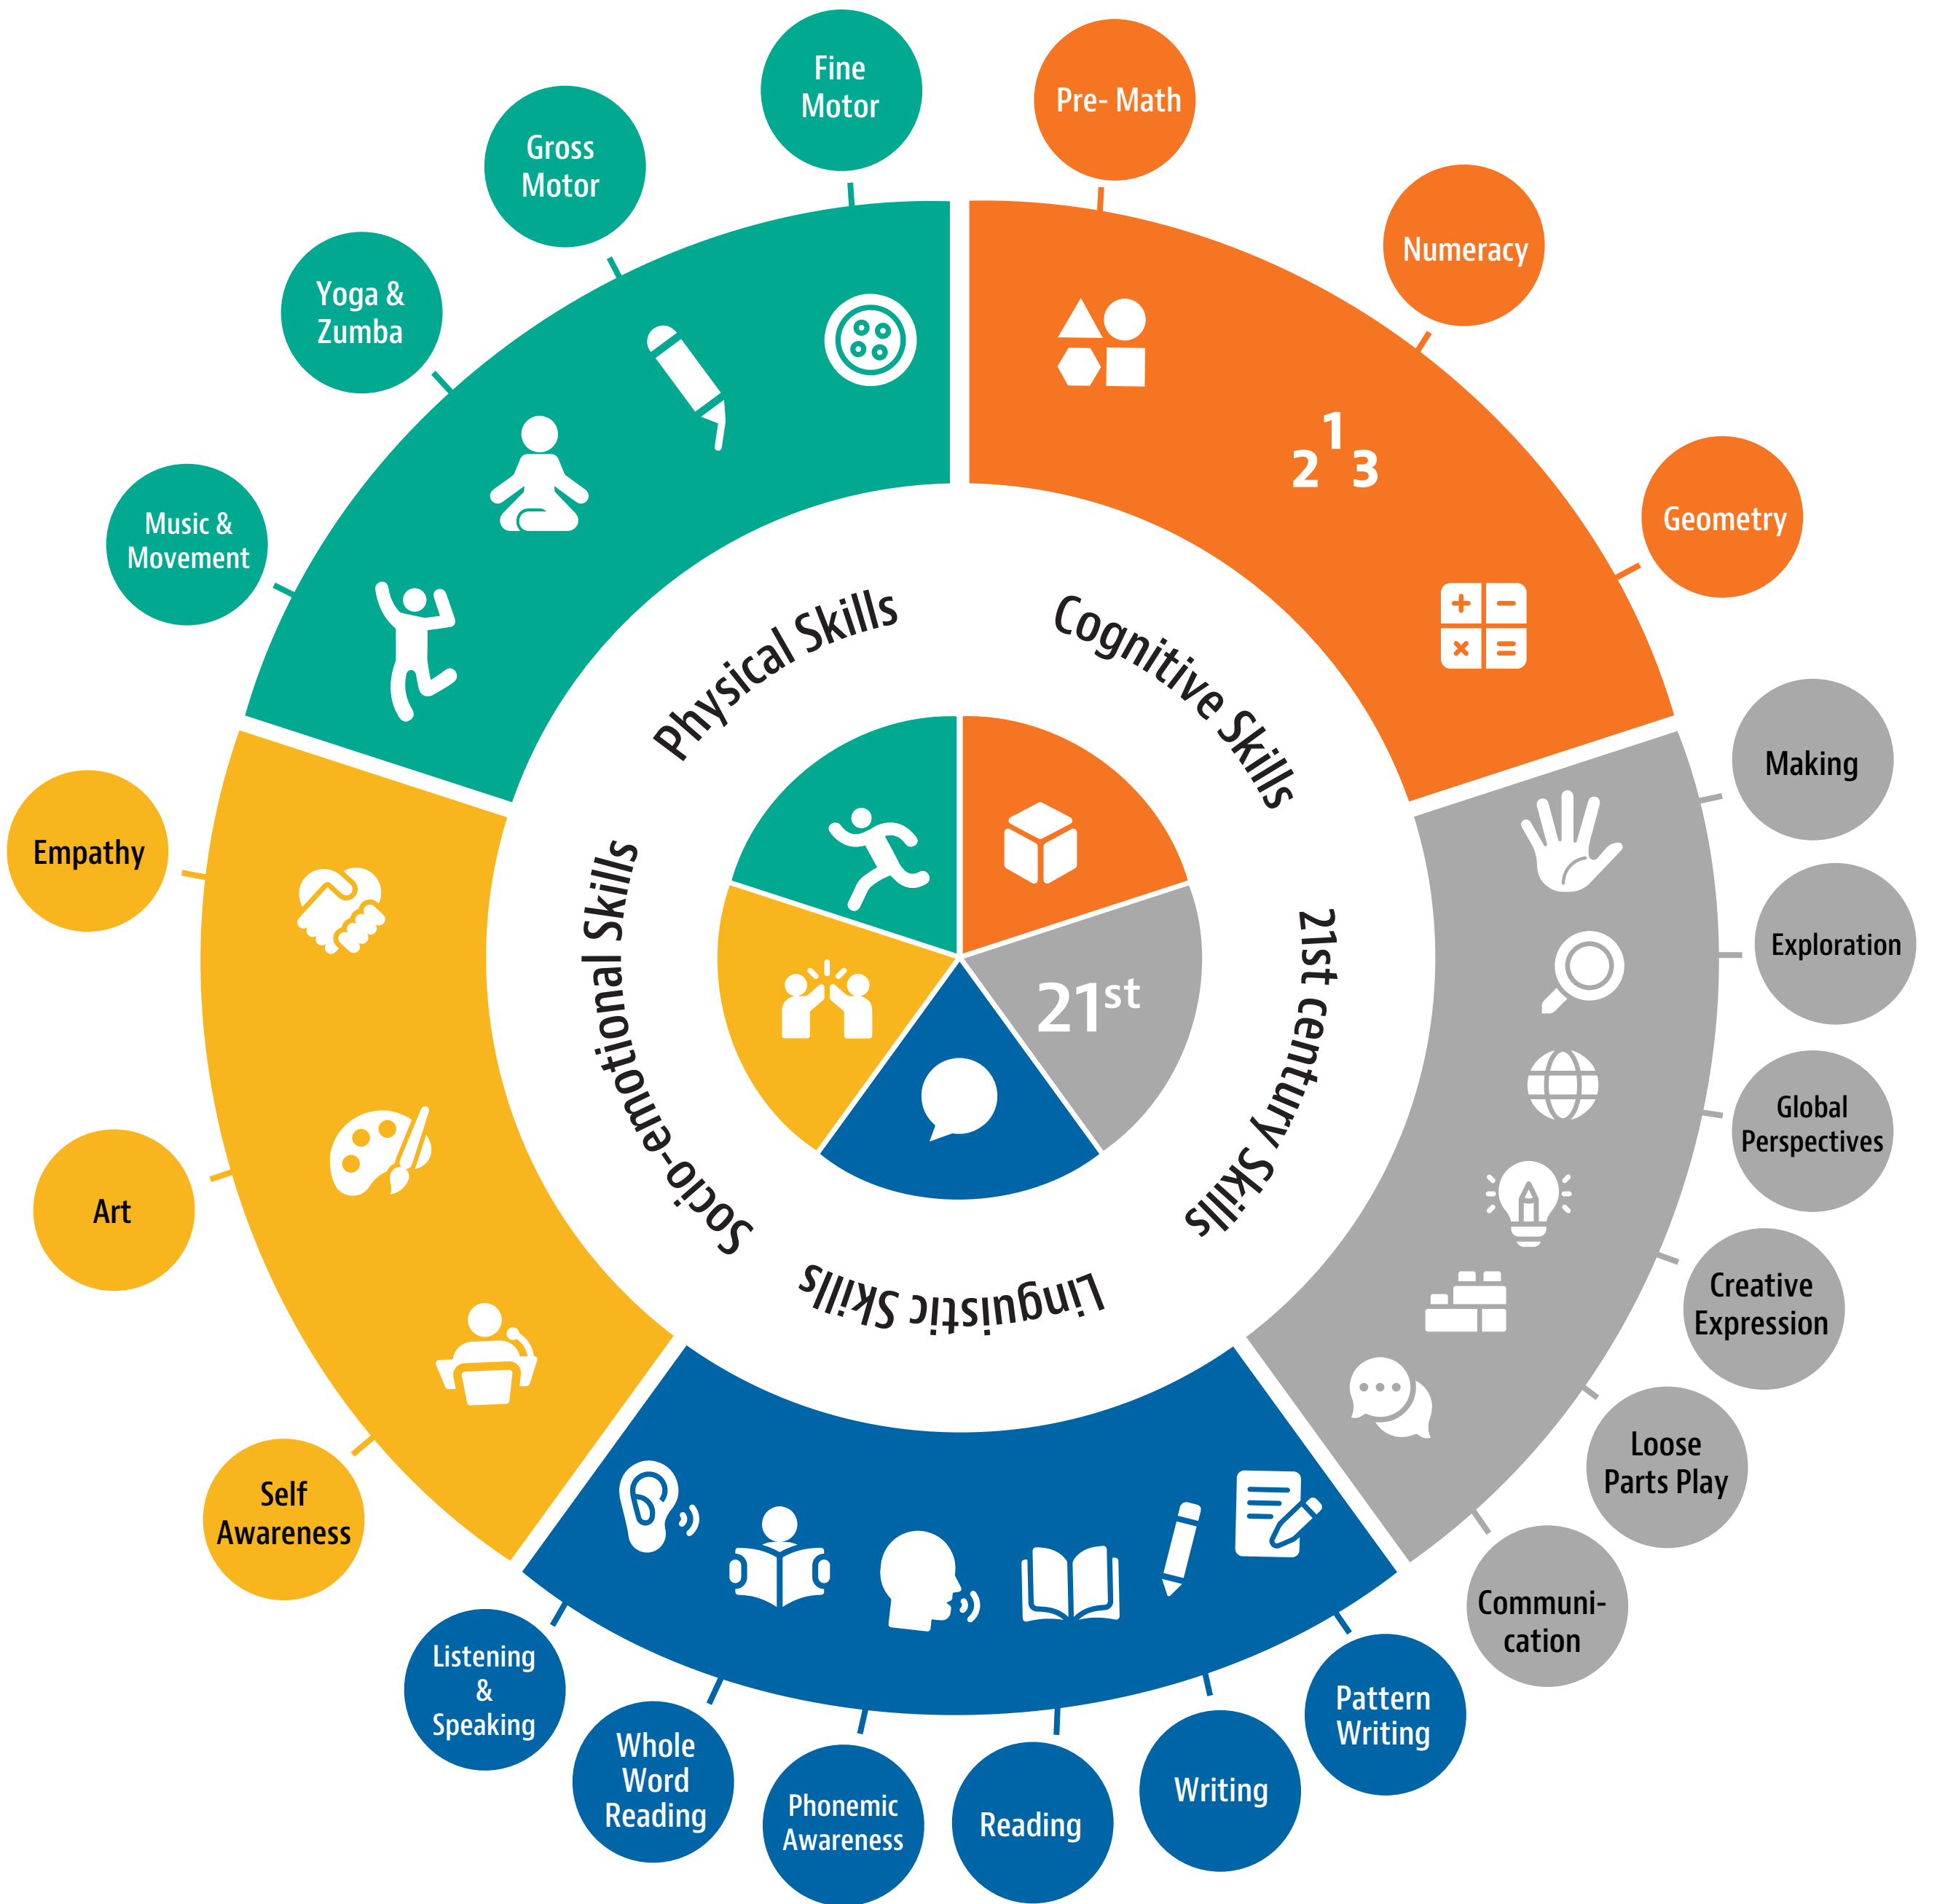 Fine
Motor
Pre- Math
Gross
Motor
Numeracy
Yoga &
Zumba
Music &
Movement
Geometry
1
2 3
+ −
× =
Physical Skills
Cognitive Skills
Making
Empathy
Exploration
Socio-emotional Skills
21st century Skills
21st
Global
Perspectives
Art
Creative
Expression
Linguistic Skills
Loose
Parts Play
Self
Awareness
Communi-
cation
Listening
&
Speaking
Whole
Word
Reading
Phonemic
Awareness
Reading
Writing
Pattern
Writing